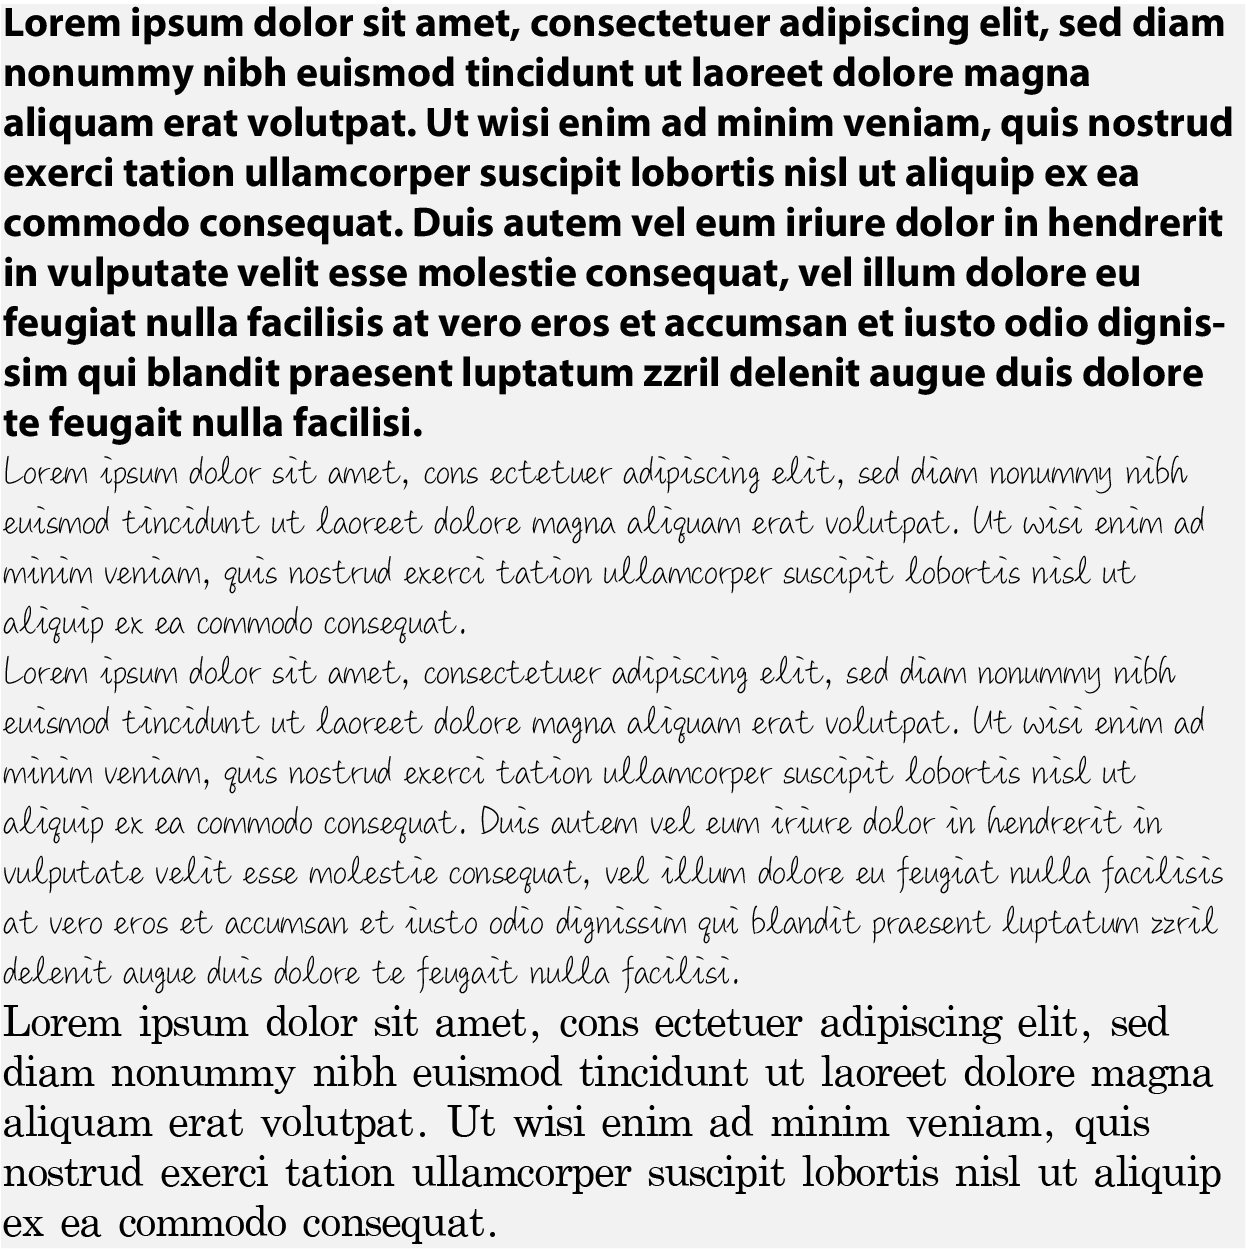 Lorem ipsum dolor sit amet, consectetuer adipiscing elit, sed diam
nonummy nibh euismod tincidunt ut laoreet dolore magna
aliquam erat volutpat. Ut wisi enim ad minim veniam, quis nostrud
exerci tation ullamcorper suscipit lobortis nisl ut aliquip ex ea
commodo consequat. Duis autem vel eum iriure dolor in hendrerit
in vulputate velit esse molestie consequat, vel illum dolore eu
feugiat nulla facilisis at vero eros et accumsan et iusto odio dignis-
sim qui blandit praesent luptatum zzril delenit augue duis dolore
te feugait nulla facilisi.
Lorem ipsum dolor sit amet, cons ectetuer adipiscing elit, sed diam nonummy nibh
euismod tincidunt ut laoreet dolore magna aliquam erat volutpat. Ut wisi enim ad
minim veniam, quis nostrud exerci tation ullamcorper suscipit lobortis nisl ut
aliquip ex ea commodo consequat.
Lorem ipsum dolor sit amet, consectetuer adipiscing elit, sed diam nonummy nibh
euismod tincidunt ut laoreet dolore magna aliquam erat volutpat. Ut wisi enim ad
minim veniam, quis nostrud exerci tation ullamcorper suscipit lobortis nisl ut
aliquip ex ea commodo consequat. Duis autem vel eum iriure dolor in hendrerit in
vulputate velit esse molestie consequat, vel illum dolore eu feugiat nulla facilisis
at vero eros et accumsan et iusto odio dignissim qui blandit praesent luptatum zzril
delenit augue duis dolore te feugait nulla facilisi.
Lorem ipsum dolor sit amet, cons ectetuer adipiscing elit, sed
diam nonummy nibh euismod tincidunt ut laoreet dolore magna
aliquam erat volutpat. Ut wisi enim ad minim veniam, quis
nostrud exerci tation ullamcorper suscipit lobortis nisl ut aliquip
ex ea commodo consequat.